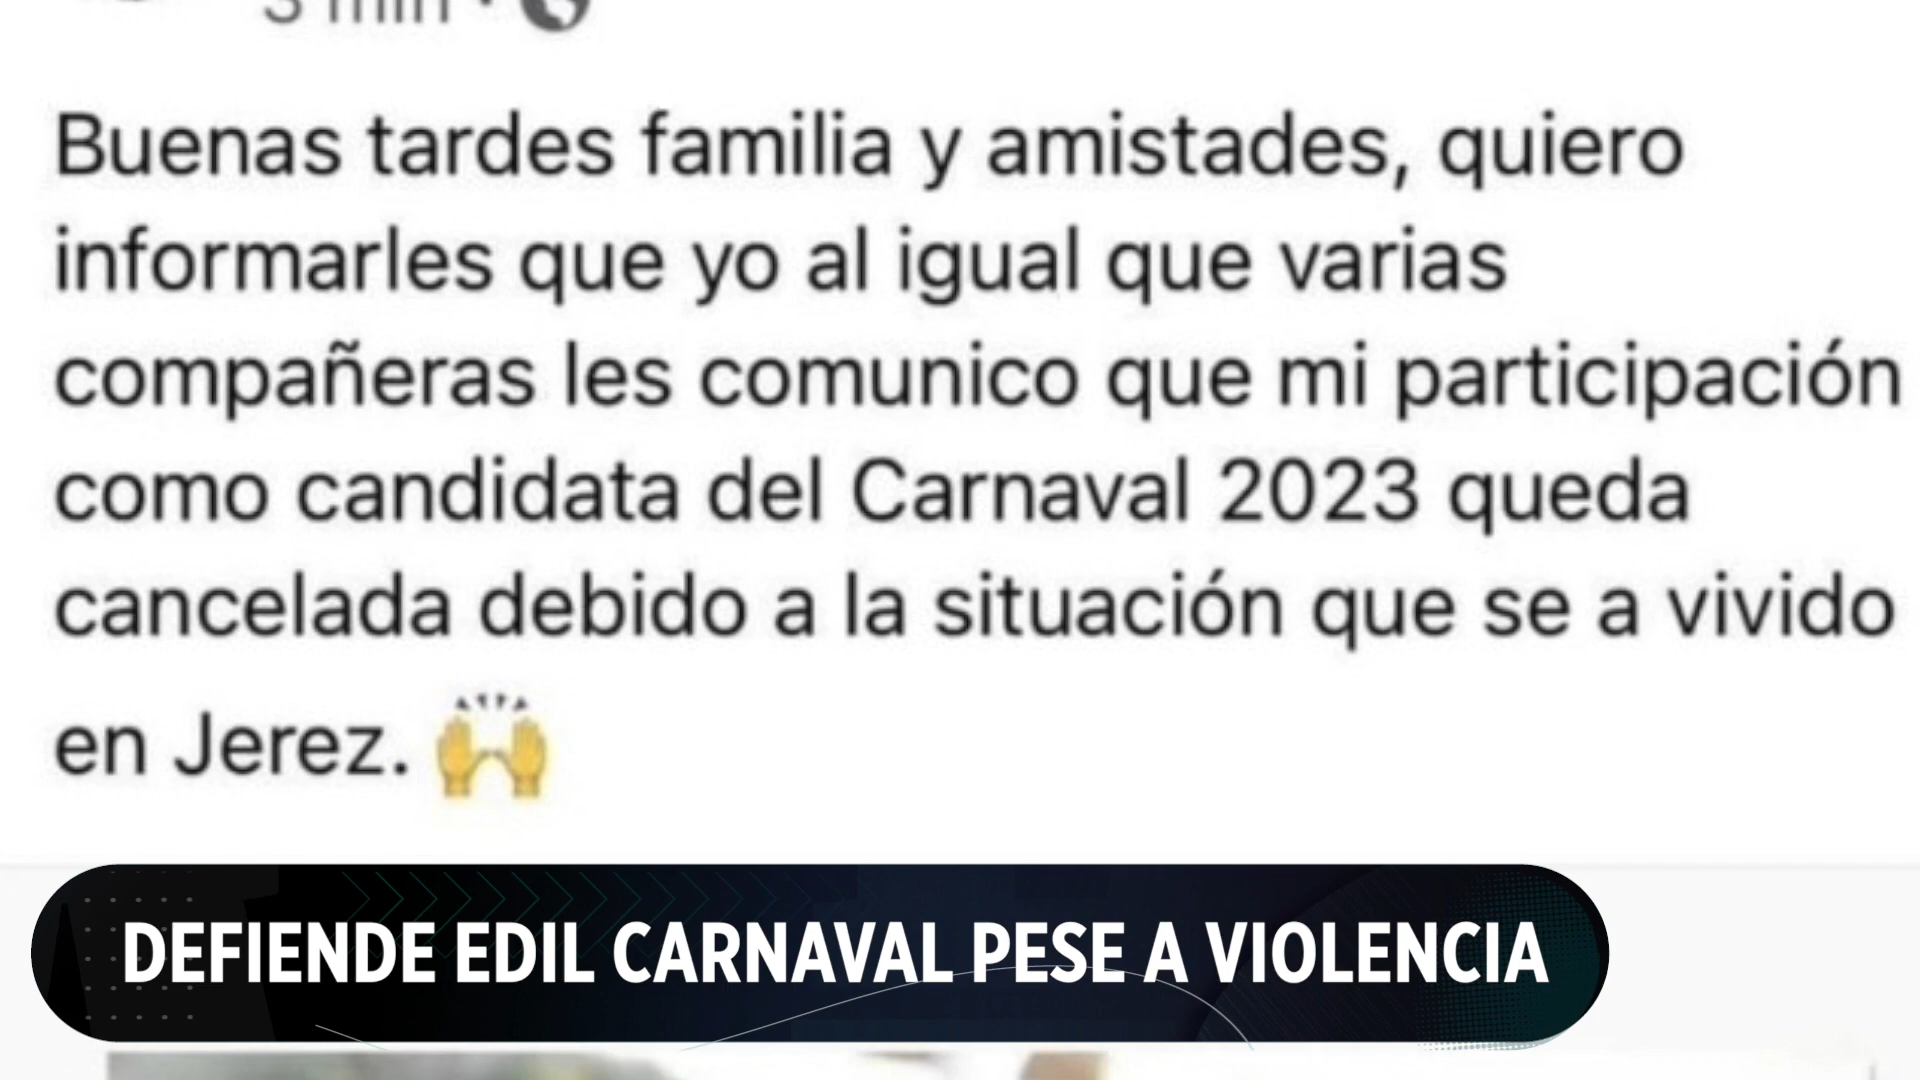 3 min ·
Buenas tardes familia y amistades, quiero
informarles que yo al igual que varias
compañeras les comunico que mi participación
como candidata del Carnaval 2023 queda
cancelada debido a la situación que se a vivido
en Jerez. 🙌
DEFIENDE EDIL CARNAVAL PESE A VIOLENCIA